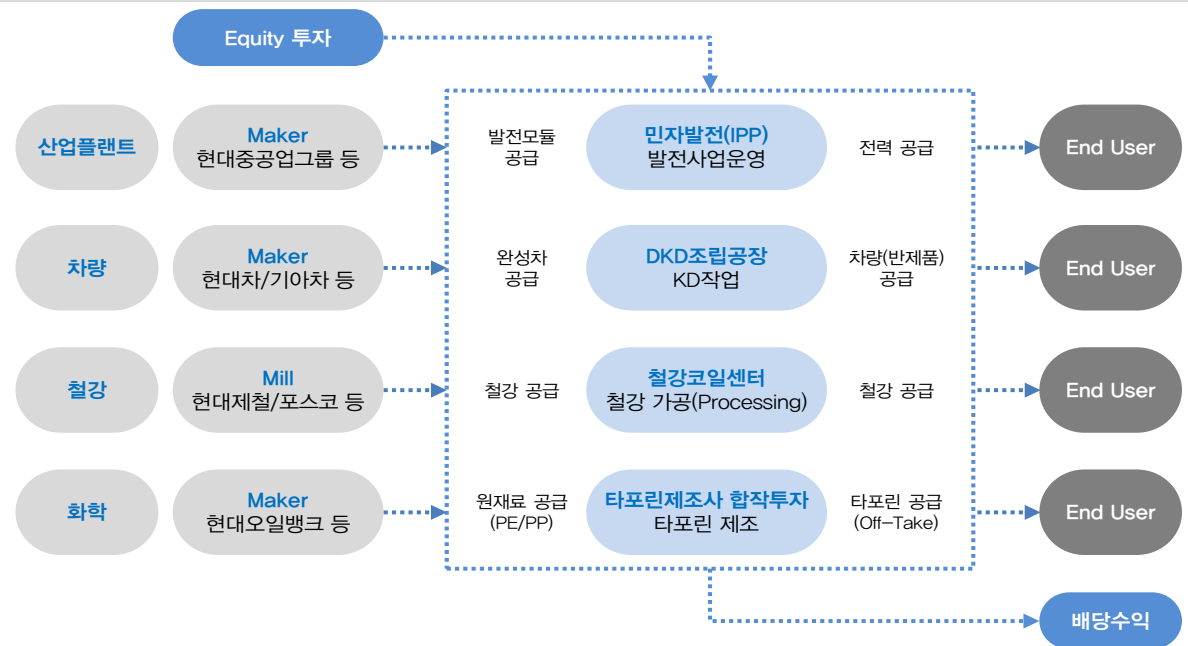 Equity 투자
산업플랜트
Maker
현대중공업그룹 등
발전모듈
공급
민자발전(IPP)
발전사업운영
전력 공급
End User
차량
Maker
현대차/기아차 등
완성차
공급
DKD조립공장
KD작업
차량(반제품)
공급
End User
철강
Mill
현대제철/포스코 등
철강 공급
철강코일센터
철강 가공(Processing)
철강 공급
End User
화학
Maker
현대오일뱅크 등
원재료 공급
(PE/PP)
타포린제조사 합작투자
타포린 제조
타포린 공급
(Off-Take)
End User
배당수익